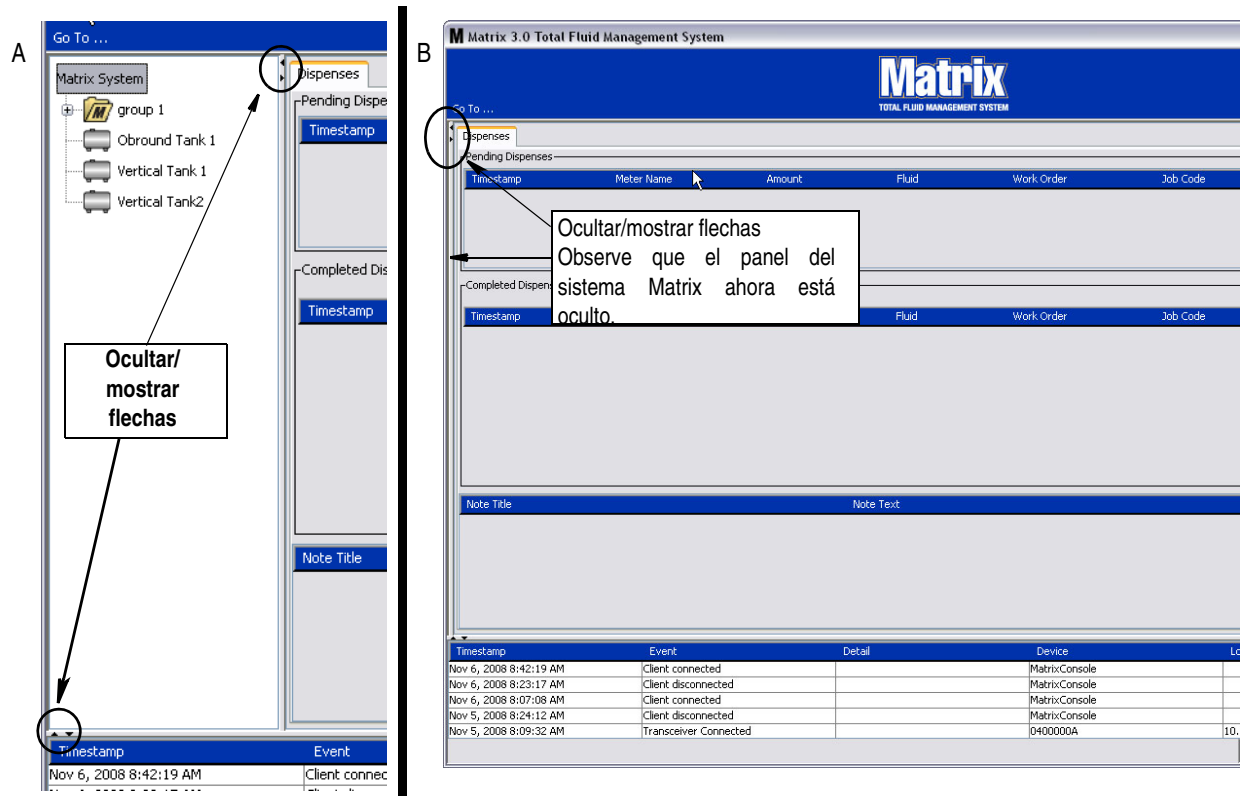 A
Go To ...
Matrix System
group 1
Obround Tank 1
Vertical Tank 1
Vertical Tank2
Dispenses
Pending Dispe
Timestamp
Completed Dis
Timestamp
Ocultar/
mostrar
flechas
Note Title
Timestamp Event
Nov 6, 2008 8:42:19 AM Client connec
B
M Matrix 3.0 Total Fluid Management System
Matrix
TOTAL FLUID MANAGEMENT SYSTEM
Go To ...
Dispenses
Pending Dispenses
Timestamp Meter Name Amount Fluid Work Order Job Code
Ocultar/mostrar flechas
Observe que el panel del
sistema Matrix ahora está
oculto.
Completed Dispens
Timestamp Fluid Work Order Job Code
Note Title Note Text
Timestamp Event Detail Device Lo
Nov 6, 2008 8:42:19 AM Client connected MatrixConsole
Nov 6, 2008 8:23:17 AM Client disconnected MatrixConsole
Nov 6, 2008 8:07:08 AM Client connected MatrixConsole
Nov 5, 2008 8:24:12 AM Client disconnected MatrixConsole
Nov 5, 2008 8:09:32 AM Transceiver Connected 0400000A 10.